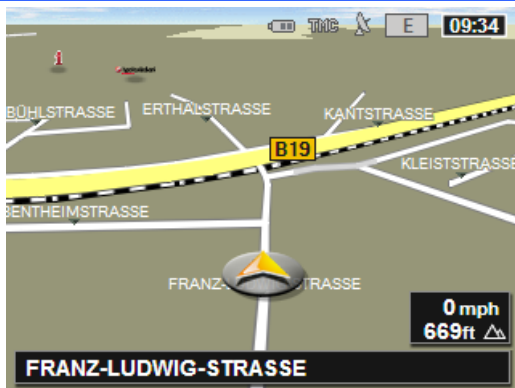 TMC E 09:34
BÜHLSTRASSE ERTHALSTRASSE KANTSTRASSE
B19
KLEISTSTRASSE
BENTHEIMSTRASSE
FRANZ- TRASSE
0 mph
669ft
FRANZ-LUDWIG-STRASSE